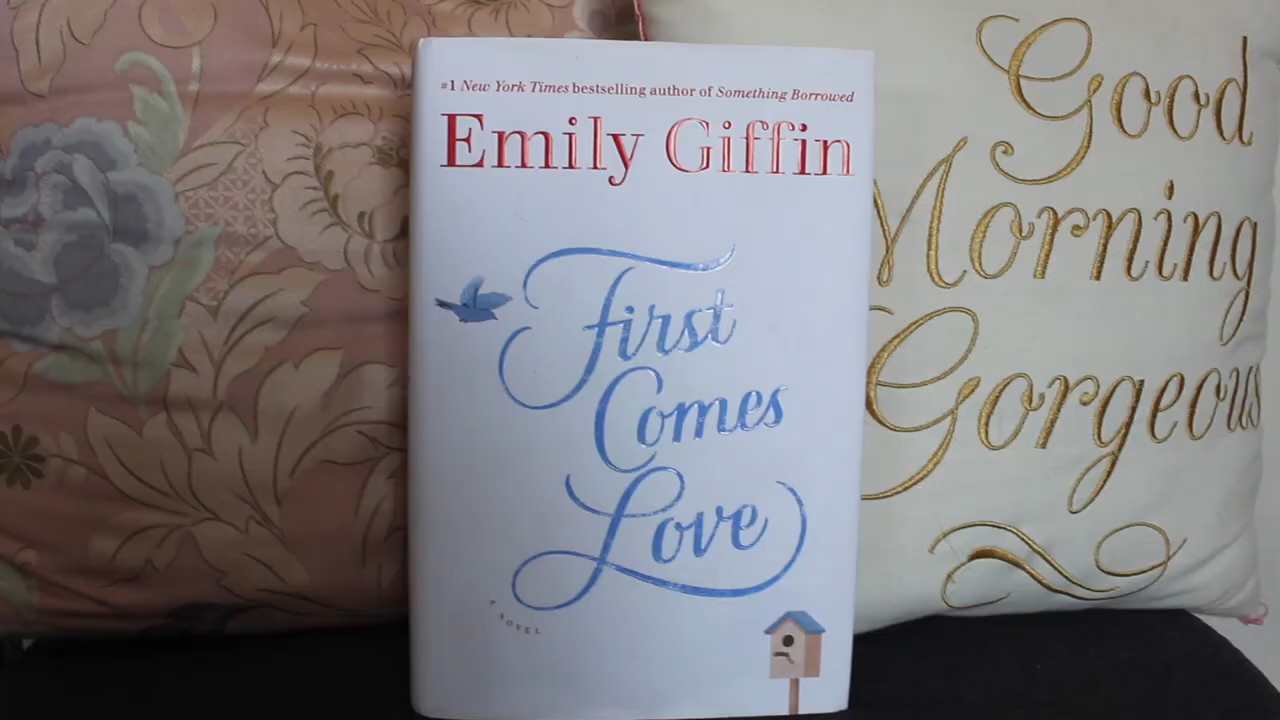 #1 New York Times bestselling author of Something Borrowed
Emily Giffin
First
Comes
Love
A NOVEL
Good
Morning
Gorgeous